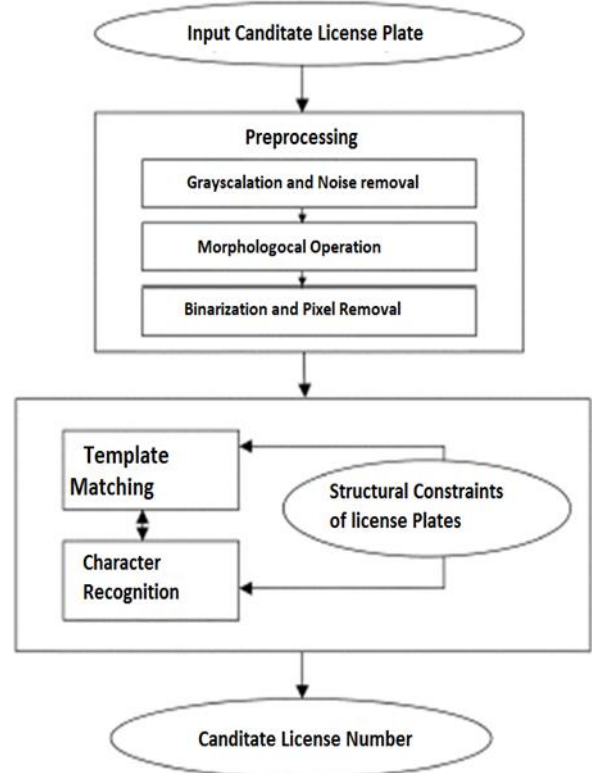 Input Canditate License Plate
Preprocessing
Grayscalation and Noise removal
Morphologocal Operation
Binarization and Pixel Removal
Template
Matching
Structural Constraints
of license Plates
Character
Recognition
Canditate License Number